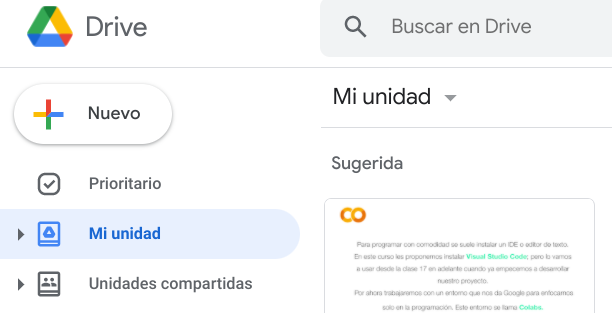 Drive
Buscar en Drive
Nuevo
Mi unidad
Prioritario
Sugerida
Mi unidad
Unidades compartidas
Para programar con comodidad se suele instalar un IDE o editor de texto.
En este curso les proponemos instalar Visual Studio Code; pero lo vamos
a usar desde la clase 17 en adelante cuando ya empecemos a desarrollar
nuestro proyecto.
Por ahora trabajaremos con un entorno que nos da Google para enfocarnos
solo en la programación. Este entorno se llama Colabs.